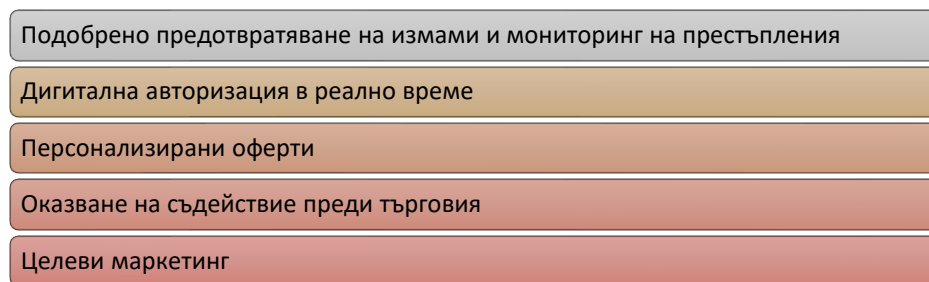 Подобрено предотвратяване на измами и мониторинг на престъпления
Дигитална авторизация в реално време
Персонализирани оферти
Оказване на съдействие преди търговия
Целеви маркетинг